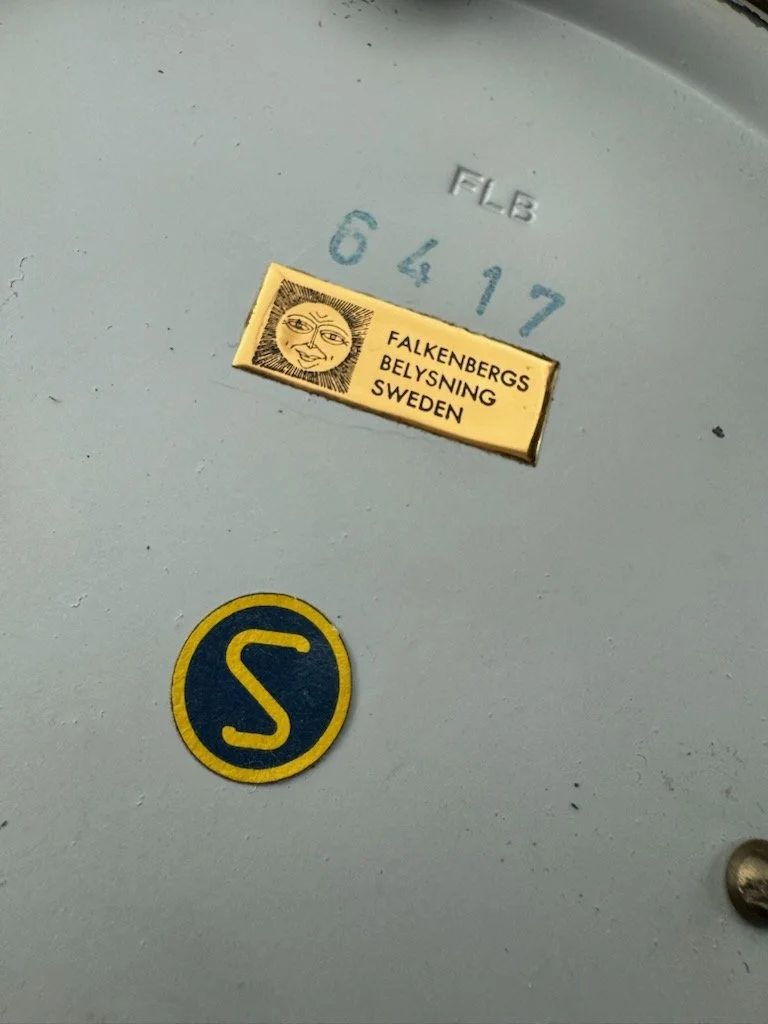 FLB
6417
FALKENBERGS
BELYSNING
SWEDEN
S